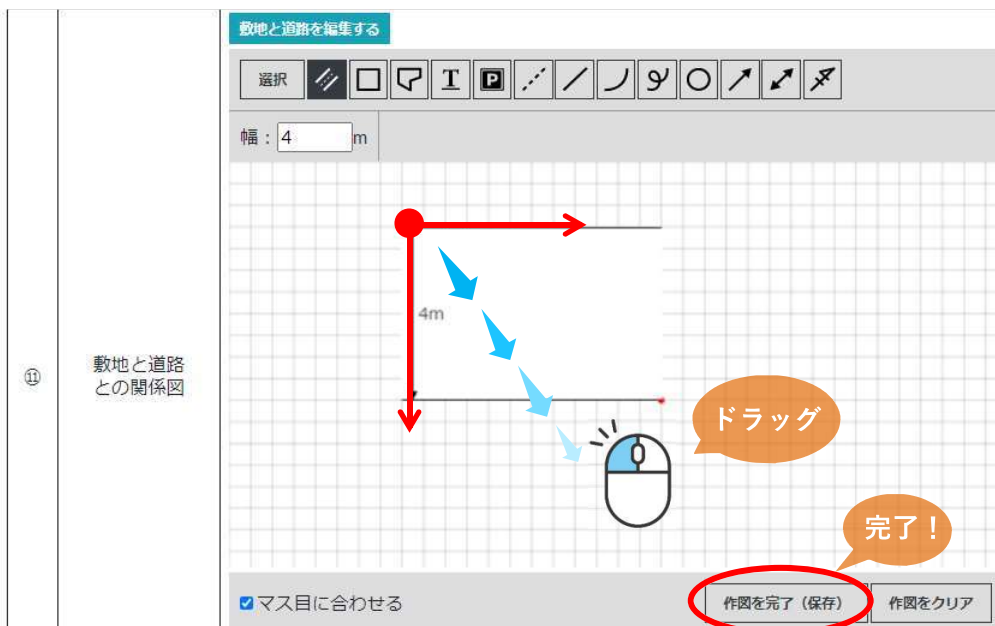 敷地と道路を編集する
選択 T P
幅：4 m
4m
⑪
敷地と道路
との関係図
ドラッグ
完了！
マス目に合わせる
作図を完了（保存）
作図をクリア